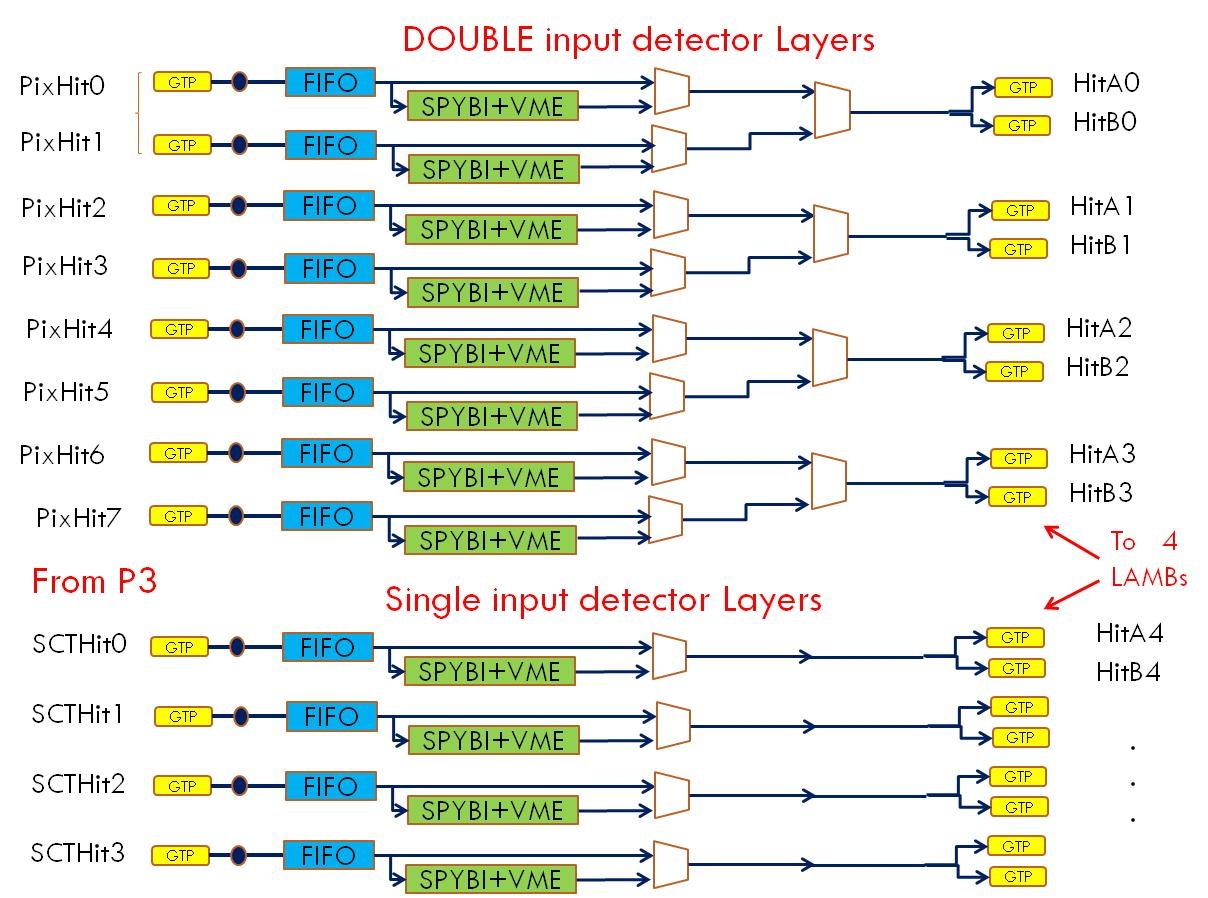 DOUBLE input detector Layers
PixHit0 GTP FIFO GTP HitA0
SPYBI+VME
PixHit1 GTP FIFO GTP HitB0
SPYBI+VME
PixHit2 GTP FIFO GTP HitA1
SPYBI+VME GTP HitB1
PixHit3 GTP FIFO
SPYBI+VME
PixHit4 GTP FIFO GTP HitA2
SPYBI+VME GTP HitB2
PixHit5 GTP FIFO
SPYBI+VME
PixHit6 GTP FIFO GTP HitA3
SPYBI+VME GTP HitB3
PixHit7 GTP FIFO
SPYBI+VME
To 4
LAMBs
From P3
Single input detector Layers
SCTHit0 GTP FIFO GTP HitA4
SPYBI+VME GTP HitB4
SCTHit1 GTP FIFO GTP
SPYBI+VME GTP .
SCTHit2 GTP FIFO GTP .
SPYBI+VME GTP .
SCTHit3 GTP FIFO GTP
SPYBI+VME GTP